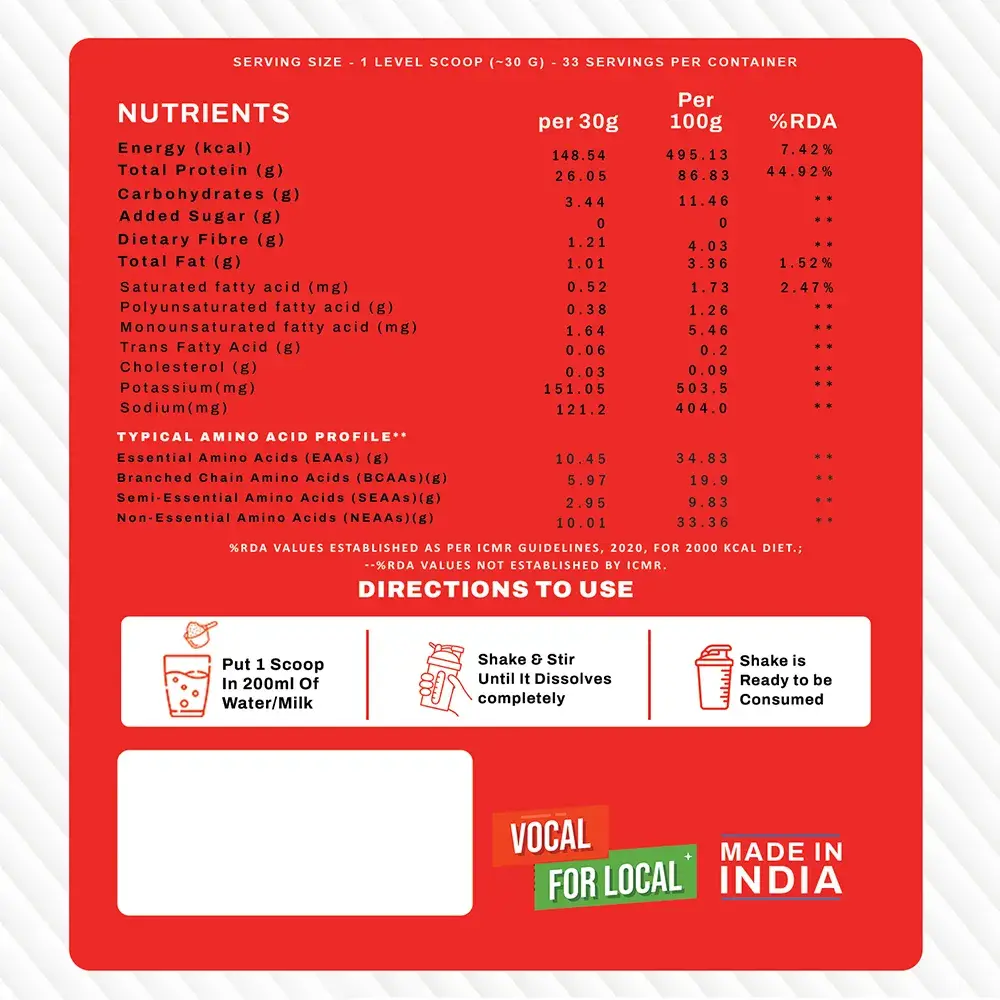 SERVING SIZE - 1 LEVEL SCOOP (~30 G) - 33 SERVINGS PER CONTAINER
NUTRIENTS per 30g Per 100g %RDA
Energy (kcal) 148.54 495.13 7.42%
Total Protein (g) 26.05 86.83 44.92%
Carbohydrates (g) 3.44 11.46 **
Added Sugar (g) 0 0 **
Dietary Fibre (g) 1.21 4.03 **
Total Fat (g) 1.01 3.36 1.52%
Saturated fatty acid (mg) 0.52 1.73 2.47%
Polyunsaturated fatty acid (g) 0.38 1.26 **
Monounsaturated fatty acid (mg) 1.64 5.46 **
Trans Fatty Acid (g) 0.06 0.2 **
Cholesterol (g) 0.03 0.09 **
Potassium(mg) 151.05 503.5 **
Sodium(mg) 121.2 404.0 **
TYPICAL AMINO ACID PROFILE**
Essential Amino Acids (EAAs) (g) 10.45 34.83 **
Branched Chain Amino Acids (BCAAs)(g) 5.97 19.9 **
Semi-Essential Amino Acids (SEAAs)(g) 2.95 9.83 **
Non-Essential Amino Acids (NEAAs)(g) 10.01 33.36 **
%RDA VALUES ESTABLISHED AS PER ICMR GUIDELINES, 2020, FOR 2000 KCAL DIET.;
--%RDA VALUES NOT ESTABLISHED BY ICMR.
DIRECTIONS TO USE
Put 1 Scoop
In 200ml Of
Water/Milk
Shake & Stir
Until It Dissolves
completely
Shake is
Ready to be
Consumed
VOCAL
FOR LOCAL
MADE IN
INDIA